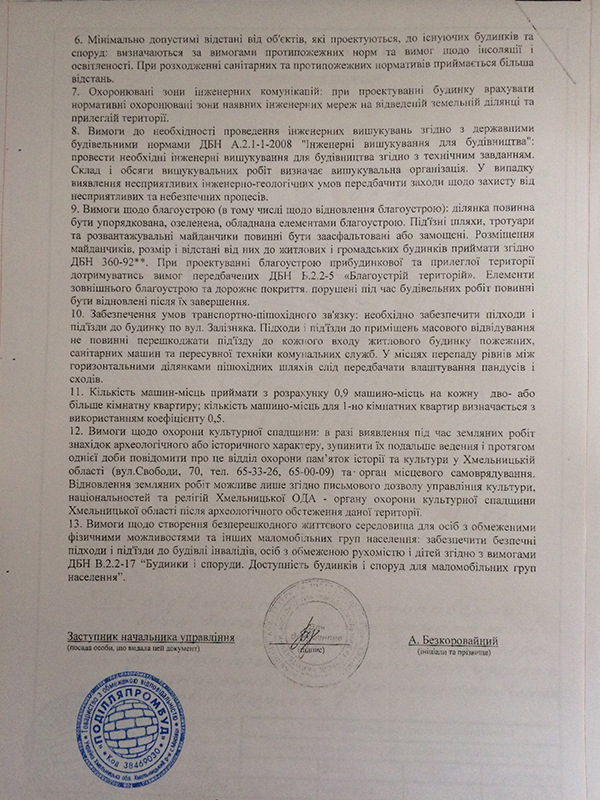 6. Мінімально допустимі відстані від об'єктів, які проектуються, до існуючих будинків та
споруд: визначаються за вимогами протипожежних норм та вимог щодо інсоляції і
освітленості. При розходженні санітарних та протипожежних нормативів приймається більша
відстань.
7. Охоронювані зони інженерних комунікацій: при проектуванні будинку врахувати
нормативні охоронювані зони наявних інженерних мереж на відведеній земельній ділянці та
прилеглій території.
8. Вимоги до необхідності проведення інженерних вишукувань згідно з державними
будівельними нормами ДБН А.2.1-1-2008 "Інженерні вишукування для будівництва":
провести необхідні інженерні вишукування для будівництва згідно з технічним завданням.
Склад і обсяги вишукувальних робіт визначає вишукувальна організація. У випадку
виявлення несприятливих інженерно-геологічних умов передбачити заходи щодо захисту від
несприятливих та небезпечних процесів.
9. Вимоги щодо благоустрою (в тому числі щодо відновлення благоустрою): ділянка повинна
бути упорядкована, озеленена, обладнана елементами благоустрою. Під'їзні шляхи, тротуари
та розвантажувальні майданчики повинні бути заасфальтовані або замощені. Розміщення
майданчиків, розмір і відстані від них до житлових і громадських будинків приймати згідно
ДБН 360-92**. При проектуванні благоустрою прибудинкової та прилеглої території
дотримуватись вимог передбачених ДБН Б.2.2-5 «Благоустрій територій». Елементи
зовнішнього благоустрою та дорожнє покриття. порушені під час будівельних робіт повинні
бути відновлені після їх завершення.
10. Забезпечення умов транспортно-пішохідного зв'язку: необхідно забезпечити підходи і
під'їзди до будинку по вул. Залізняка. Підходи і під'їзди до приміщень масового відвідування
не повинні перешкоджати під'їзду до кожного входу житлового будинку пожежних,
санітарних машин та пересувної техніки комунальних служб. У місцях перепаду рівнів між
горизонтальними ділянками пішохідних шляхів слід передбачати влаштування пандусів і
сходів.
11. Кількість машин-місць приймати з розрахунку 0,9 машино-місць на кожну дво- або
більше кімнатну квартиру; кількість машино-місць для 1-но кімнатних квартир визначається з
використанням коефіцієнту 0,5.
12. Вимоги щодо охорони культурної спадщини: в разі виявлення під час земляних робіт
знахідок археологічного або історичного характеру, зупинити їх подальше ведення і протягом
однієї доби повідомити про це відділ охорони пам'яток історії та культури у Хмельницькій
області (вул.Свободи, 70, тел. 65-33-26, 65-00-09) та орган місцевого самоврядування.
Відновлення земляних робіт можливе лише згідно письмового дозволу управління культури,
національностей та релігій Хмельницької ОДА - органу охорони культурної спадщини
Хмельницької області після археологічного обстеження даної території.
13. Вимоги щодо створення безперешкодного життєвого середовища для осіб з обмеженими
фізичними можливостями та інших маломобільних груп населення: забезпечити безпечні
підходи і під'їзди до будівлі інвалідів, осіб з обмеженою рухомістю і дітей згідно з вимогами
ДБН В.2.2-17 “Будинки і споруди. Доступність будинків і споруд для маломобільних груп
населення”.
Заступник начальника управління
(посада особи, що видала цей документ)
(підпис)
А. Безкоровайний
(ініціали та прізвище)
Товариство з обмеженою відповідальністю
«ПОДІЛЛЯПРОМБУД»
Код 38469030